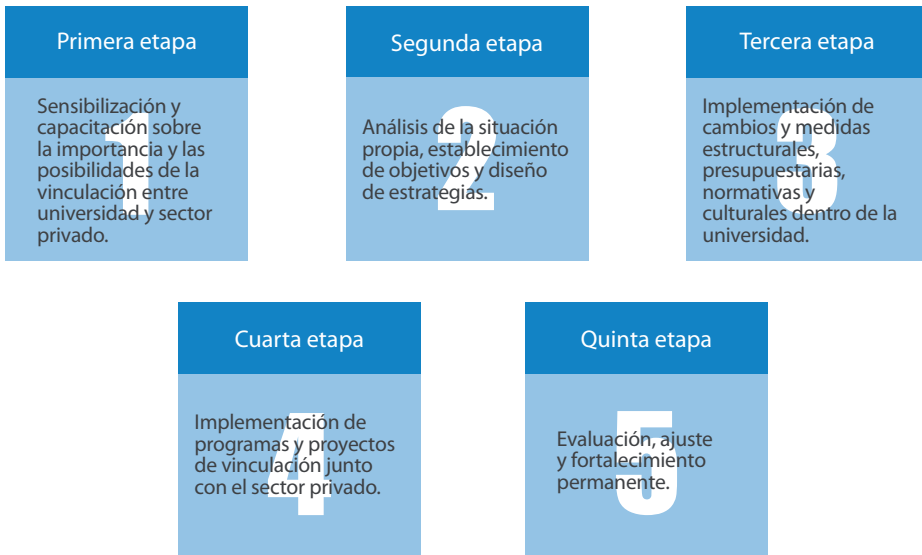 Primera etapa
1
Sensibilización y
capacitación sobre
la importancia y las
posibilidades de la
vinculación entre
universidad y sector
privado.
Segunda etapa
2
Análisis de la situación
propia, establecimiento
de objetivos y diseño
de estrategias.
Tercera etapa
3
Implementación de
cambios y medidas
estructurales,
presupuestarias,
normativas y
culturales dentro de la
universidad.
Cuarta etapa
4
Implementación de
programas y proyectos
de vinculación junto
con el sector privado.
Quinta etapa
5
Evaluación, ajuste
y fortalecimiento
permanente.